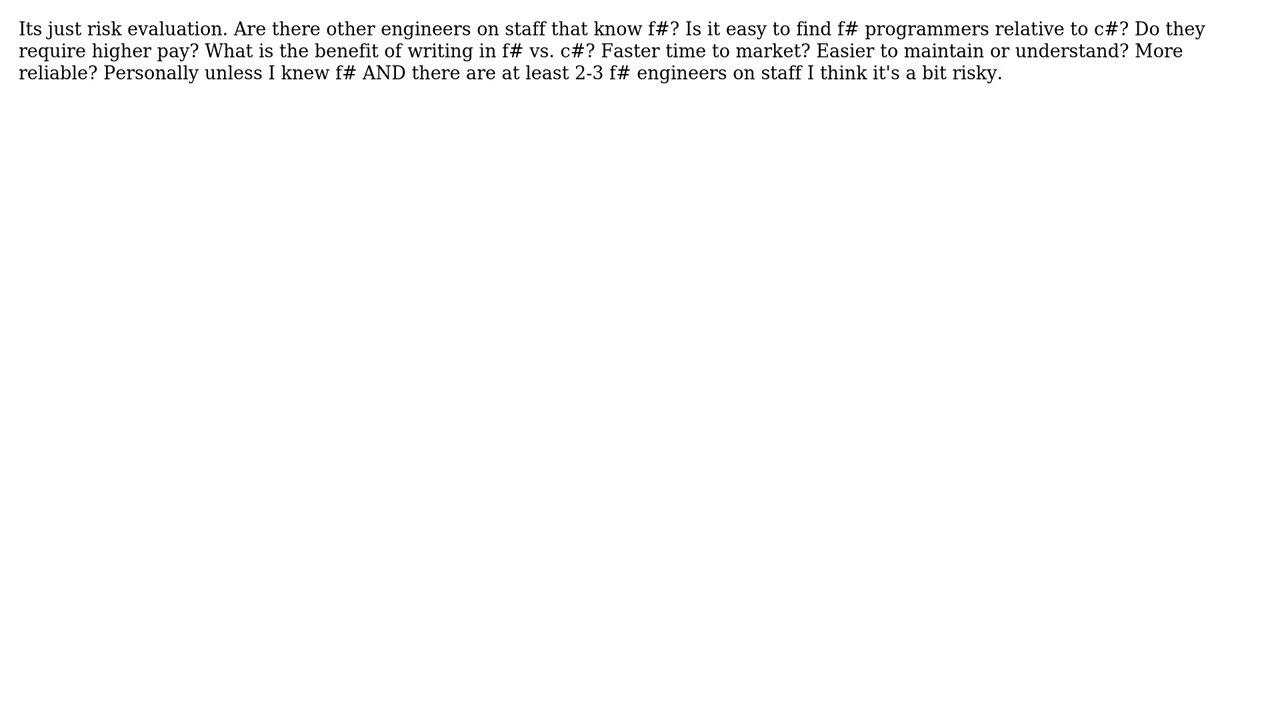 Its just risk evaluation. Are there other engineers on staff that know f#? Is it easy to find f# programmers relative to c#? Do they
require higher pay? What is the benefit of writing in f# vs. c#? Faster time to market? Easier to maintain or understand? More
reliable? Personally unless I knew f# AND there are at least 2-3 f# engineers on staff I think it's a bit risky.